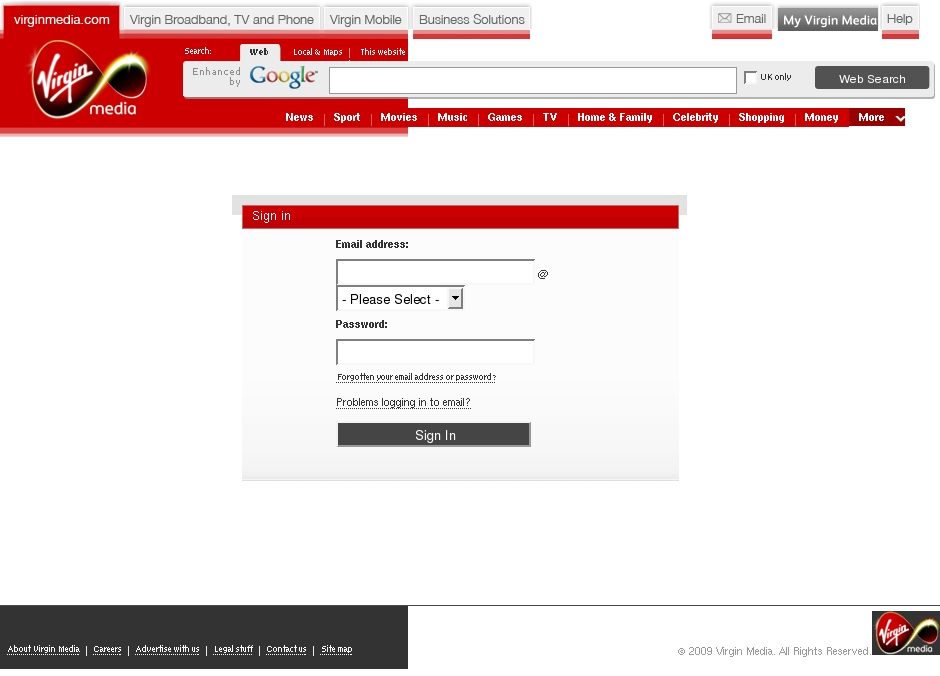 virginmedia.com Virgin Broadband, TV and Phone Virgin Mobile Business Solutions Email My Virgin Media Help
Search: Web Local & Maps This website
Virgin media
Enhanced by Google UK only Web Search
News Sport Movies Music Games TV Home & Family Celebrity Shopping Money More
Sign in
Email address:
@
- Please Select -
Password:
Forgotten your email address or password?
Problems logging in to email?
Sign In
About Virgin Media Careers Advertise with us Legal stuff Contact us Site map
© 2009 Virgin Media. All Rights Reserved.
Virgin media